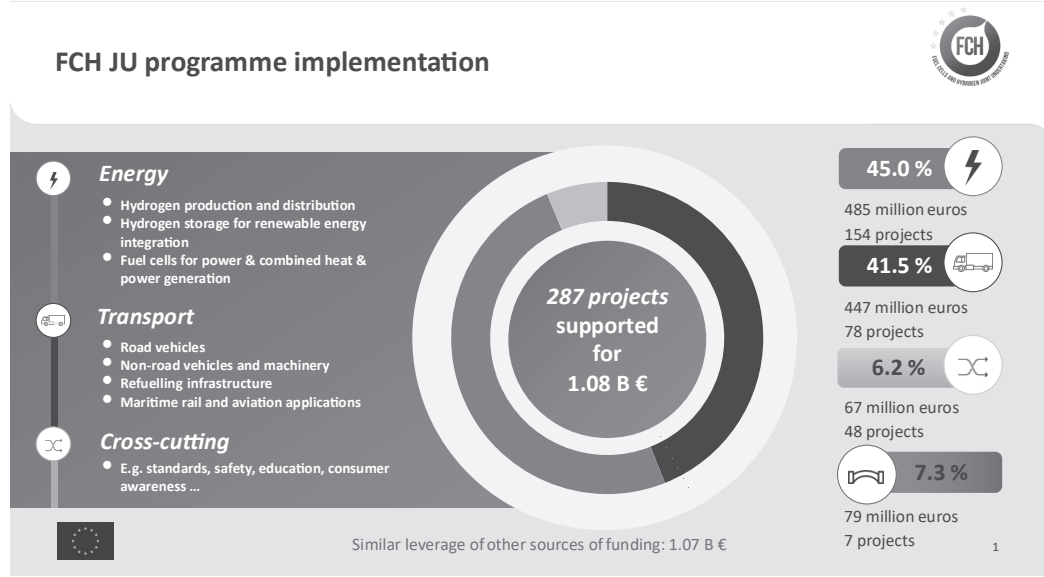 FCH JU programme implementation
FCH
FUEL CELLS AND HYDROGEN JOINT UNDERTAKING
Energy
Hydrogen production and distribution
Hydrogen storage for renewable energy
integration
Fuel cells for power & combined heat &
power generation
Transport
Road vehicles
Non-road vehicles and machinery
Refuelling infrastructure
Maritime rail and aviation applications
Cross-cutting
E.g. standards, safety, education, consumer
awareness ...
287 projects
supported
for
1.08 B €
45.0 %
485 million euros
154 projects
41.5 %
447 million euros
78 projects
6.2 %
67 million euros
48 projects
7.3 %
79 million euros
7 projects
Similar leverage of other sources of funding: 1.07 B €
1